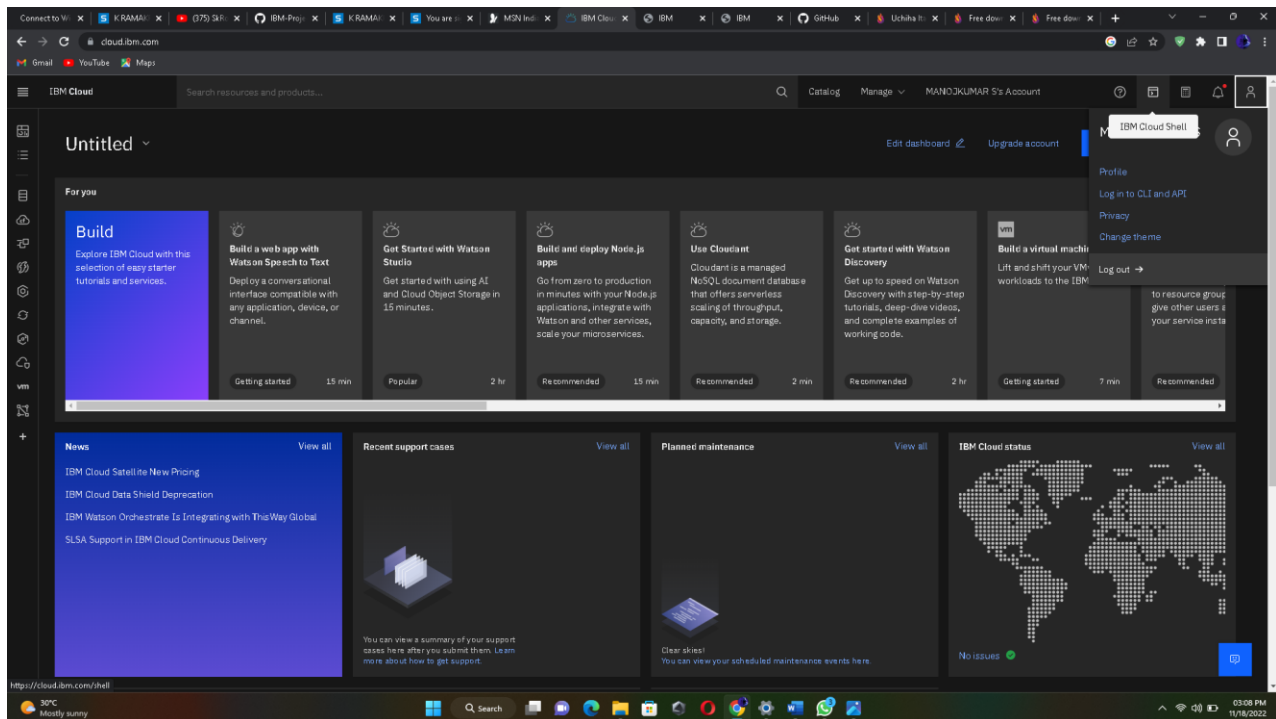 Connect to Wi
K RAMAK
(375) SkRo
IBM-Proje
K RAMAK
You are si
MSN Indi
IBM Clou
IBM
IBM
GitHub
Uchiha Ita
Free dow
Free dow
cloud.ibm.com
Gmail YouTube Maps
IBM Cloud
Search resources and products...
Catalog Manage MANOJKUMAR S's Account
IBM Cloud Shell
Untitled
Edit dashboard Upgrade account
Profile
Log in to CLI and API
Privacy
Change theme
Log out →
For you
Build
Explore IBM Cloud with this
selection of easy starter
tutorials and services.
Build a web app with
Watson Speech to Text
Deploy a conversational
interface compatible with
any application, device, or
channel.
Getting started 15 min
Get Started with Watson
Studio
Get started with using AI
and Cloud Object Storage in
15 minutes.
Popular 2 hr
Build and deploy Node.js
apps
Go from zero to production
in minutes with your Node.js
applications, integrate with
Watson and other services,
scale your microservices.
Recommended 15 min
Use Cloudant
Cloudant is a managed
NoSQL document database
that offers serverless
scaling of throughput,
capacity, and storage.
Recommended 2 min
Get started with Watson
Discovery
Get up to speed on Watson
Discovery with step-by-step
tutorials, deep-dive videos,
and complete examples of
working code.
Recommended 2 hr
vm
Build a virtual machi
Lift and shift your VM
workloads to the IBM
Getting started 7 min
to resource group
give other users a
your service insta
Recommended
vm
News View all
IBM Cloud Satellite New Pricing
IBM Cloud Data Shield Deprecation
IBM Watson Orchestrate Is Integrating with ThisWay Global
SLSA Support in IBM Cloud Continuous Delivery
Recent support cases View all
You can view a summary of your support
cases here after you submit them. Learn
more about how to get support.
Planned maintenance View all
Clear skies!
You can view your scheduled maintenance events here.
IBM Cloud status View all
No issues
https://cloud.ibm.com/shell
30°C
Mostly sunny
Search
03:08 PM
11/18/2022